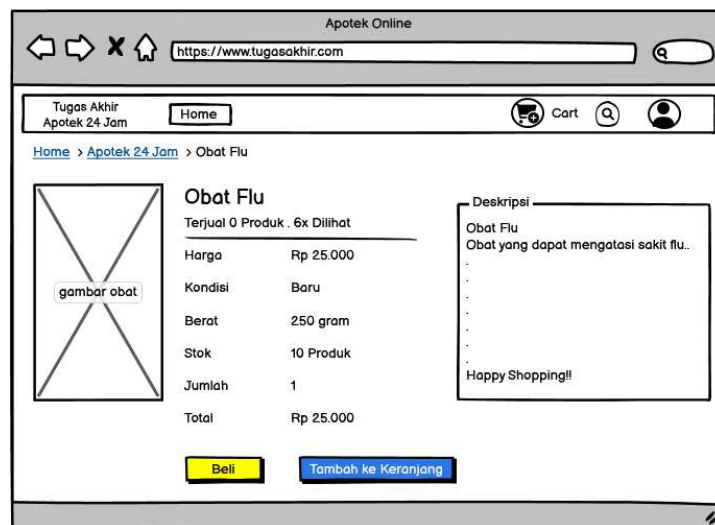 Apotek Online
https://www.tugasakhir.com
Tugas Akhir
Apotek 24 Jam
Home
Cart
Home > Apotek 24 Jam > Obat Flu
gambar obat
Obat Flu
Terjual 0 Produk . 6x Dilihat
Harga Rp 25.000
Kondisi Baru
Berat 250 gram
Stok 10 Produk
Jumlah 1
Total Rp 25.000
Beli
Tambah ke Keranjang
Deskripsi
Obat Flu
Obat yang dapat mengatasi sakit flu..
.
.
.
.
.
.
.
Happy Shopping!!